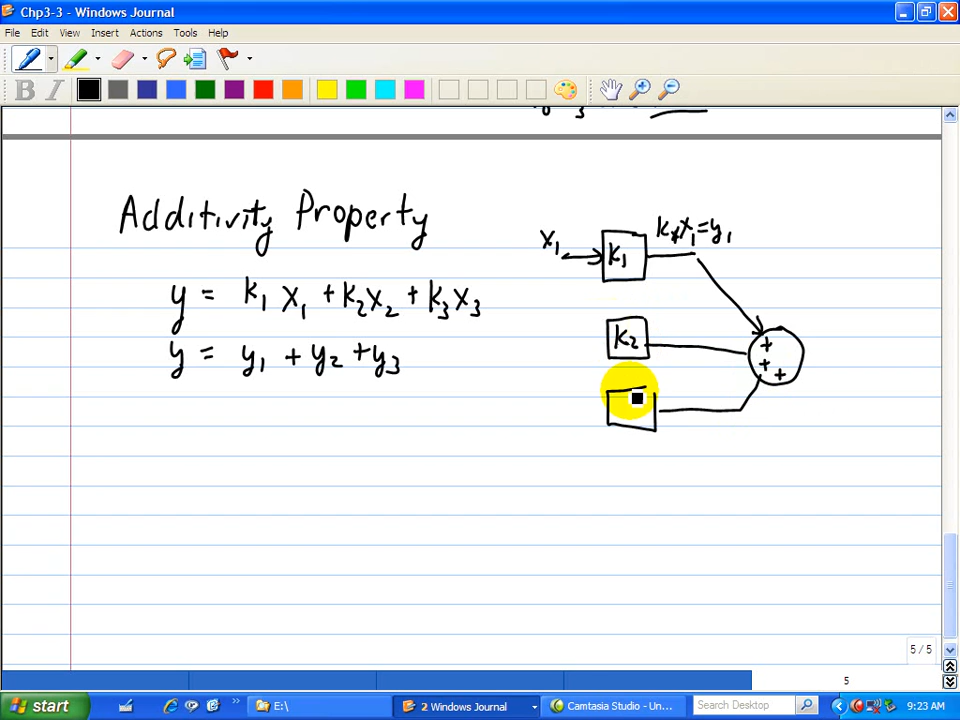 Chp3-3 - Windows Journal
File Edit View Insert Actions Tools Help
B I
Additivity Property
x₁ k₁ k₁x₁=y₁
y = k₁ x₁ + k₂x₂ + k₃x₃
k₂
y = y₁ + y₂ + y₃
+
+
+
5 / 5
5
start E:\ 2 Windows Journal Camtasia Studio - Un... Search Desktop 9:23 AM